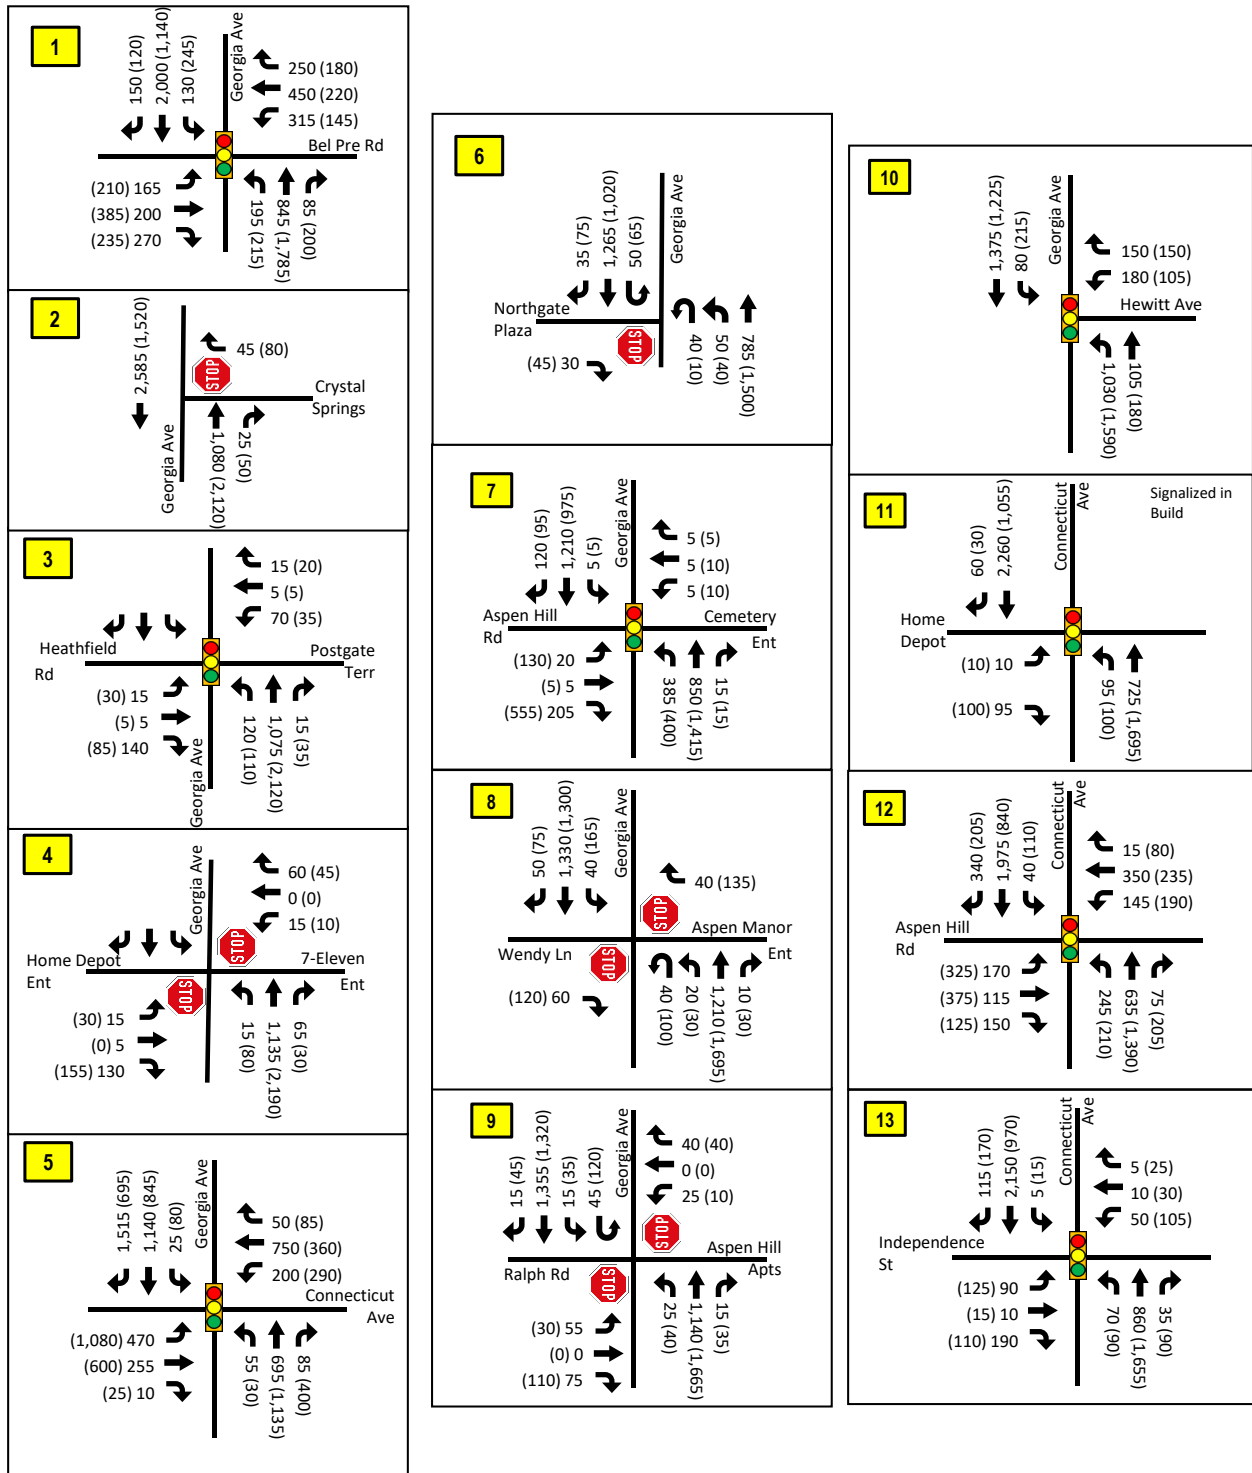 1
150 (120)
2,000 (1,140)
130 (245)
Georgia Ave
250 (180)
450 (220)
315 (145)
Bel Pre Rd
(210) 165
(385) 200
(235) 270
195 (215)
845 (1,785)
85 (200)
2
2,585 (1,520)
45 (80)
STOP
Crystal
Springs
Georgia Ave
1,080 (2,120)
25 (50)
3
15 (20)
5 (5)
70 (35)
Heathfield
Rd
Postgate
Terr
(30) 15
(5) 5
(85) 140
Georgia Ave
120 (110)
1,075 (2,120)
15 (35)
4
Georgia Ave
60 (45)
0 (0)
15 (10)
STOP
Home Depot
Ent
7-Eleven
Ent
STOP
(30) 15
(0) 5
(155) 130
15 (80)
1,135 (2,190)
65 (30)
5
1,515 (695)
1,140 (845)
25 (80)
Georgia Ave
50 (85)
750 (360)
200 (290)
Connecticut
Ave
(1,080) 470
(600) 255
(25) 10
55 (30)
695 (1,135)
85 (400)
6
35 (75)
1,265 (1,020)
50 (65)
Georgia Ave
Northgate
Plaza
STOP
(45) 30
40 (10)
50 (40)
785 (1,500)
7
120 (95)
1,210 (975)
5 (5)
Georgia Ave
5 (5)
5 (10)
5 (10)
Aspen Hill
Rd
Cemetery
Ent
(130) 20
(5) 5
(555) 205
385 (400)
850 (1,415)
15 (15)
8
50 (75)
1,330 (1,300)
40 (165)
Georgia Ave
40 (135)
STOP
Wendy Ln
Aspen Manor
Ent
STOP
(120) 60
40 (100)
20 (30)
1,210 (1,695)
10 (30)
9
15 (45)
1,355 (1,320)
15 (35)
45 (120)
Georgia Ave
40 (40)
0 (0)
25 (10)
STOP
Ralph Rd
Aspen Hill
Apts
STOP
(30) 55
(0) 0
(110) 75
25 (40)
1,140 (1,665)
15 (35)
10
1,375 (1,225)
80 (215)
Georgia Ave
150 (150)
180 (105)
Hewitt Ave
1,030 (1,590)
105 (180)
11
60 (30)
2,260 (1,055)
Connecticut
Ave
Signalized in
Build
Home
Depot
(10) 10
(100) 95
95 (100)
725 (1,695)
12
340 (205)
1,975 (840)
40 (110)
Connecticut
Ave
15 (80)
350 (235)
145 (190)
Aspen Hill
Rd
(325) 170
(375) 115
(125) 150
245 (210)
635 (1,390)
75 (205)
13
115 (170)
2,150 (970)
5 (15)
Connecticut
Ave
5 (25)
10 (30)
50 (105)
Independence
St
(125) 90
(15) 10
(110) 190
70 (90)
860 (1,655)
35 (90)